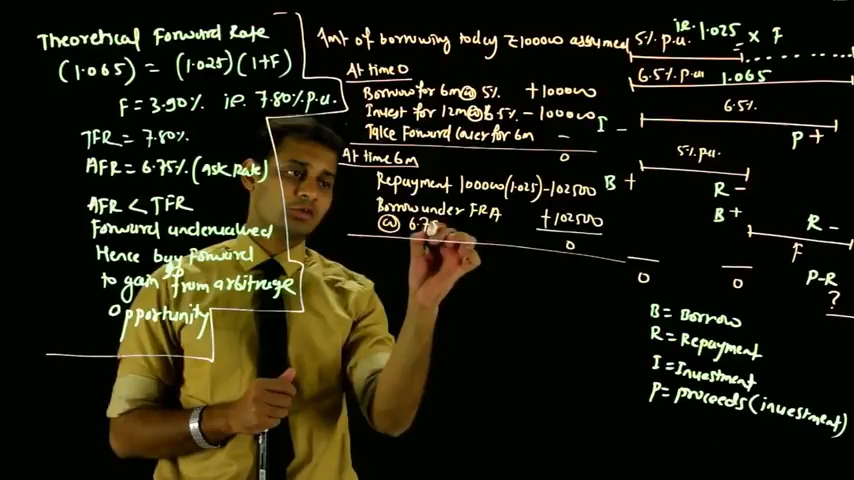 Theoretical Forward Rate
(1.065) = (1.025)(1+F)
F = 3.90% ie. 7.80% p.u.
TFR = 7.80%
AFR = 6.75% (ask Rate)
AFR < TFR
Forward undervalued
Hence buy Forward
to gain from arbitrage
opportunity
Amt of borrowing today ₹100000 assumed
At time 0
Borrow for 6m @ 5% +100000
Invest for 12m @ 6.5% -100000
Take Forward Cover for 6m -
0
At time 6m
Repayment 100000(1.025) -102500
Borrow under FRA
@ 6.75 +102500
0
ie. 1.025
5% p.u. x F
6.5% p.u 1.065
6.5%
I - P+
5% p.u.
B + R -
B+ R -
F
0 0 P-R
?
B = Borrow
R = Repayment
I = Investment
P = proceeds (investment)